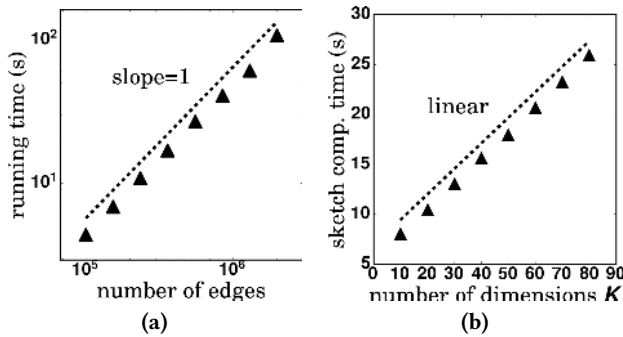 10²
slope=1
10¹
10⁵ 10⁶
running time (s)
number of edges
(a)
30
25
20
15
10
5
linear
0 10 20 30 40 50 60 70 80 90
sketch comp. time (s)
number of dimensions K
(b)